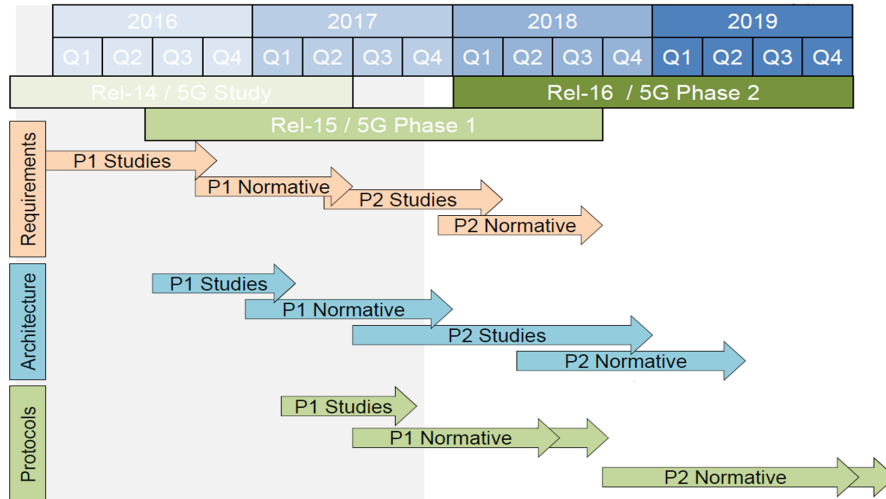 2016 2017 2018 2019
Q1 Q2 Q3 Q4 Q1 Q2 Q3 Q4 Q1 Q2 Q3 Q4 Q1 Q2 Q3 Q4
Rel-14 / 5G Study
Rel-16 / 5G Phase 2
Rel-15 / 5G Phase 1
Requirements
P1 Studies
P1 Normative
P2 Studies
P2 Normative
Architecture
P1 Studies
P1 Normative
P2 Studies
P2 Normative
Protocols
P1 Studies
P1 Normative
P2 Normative